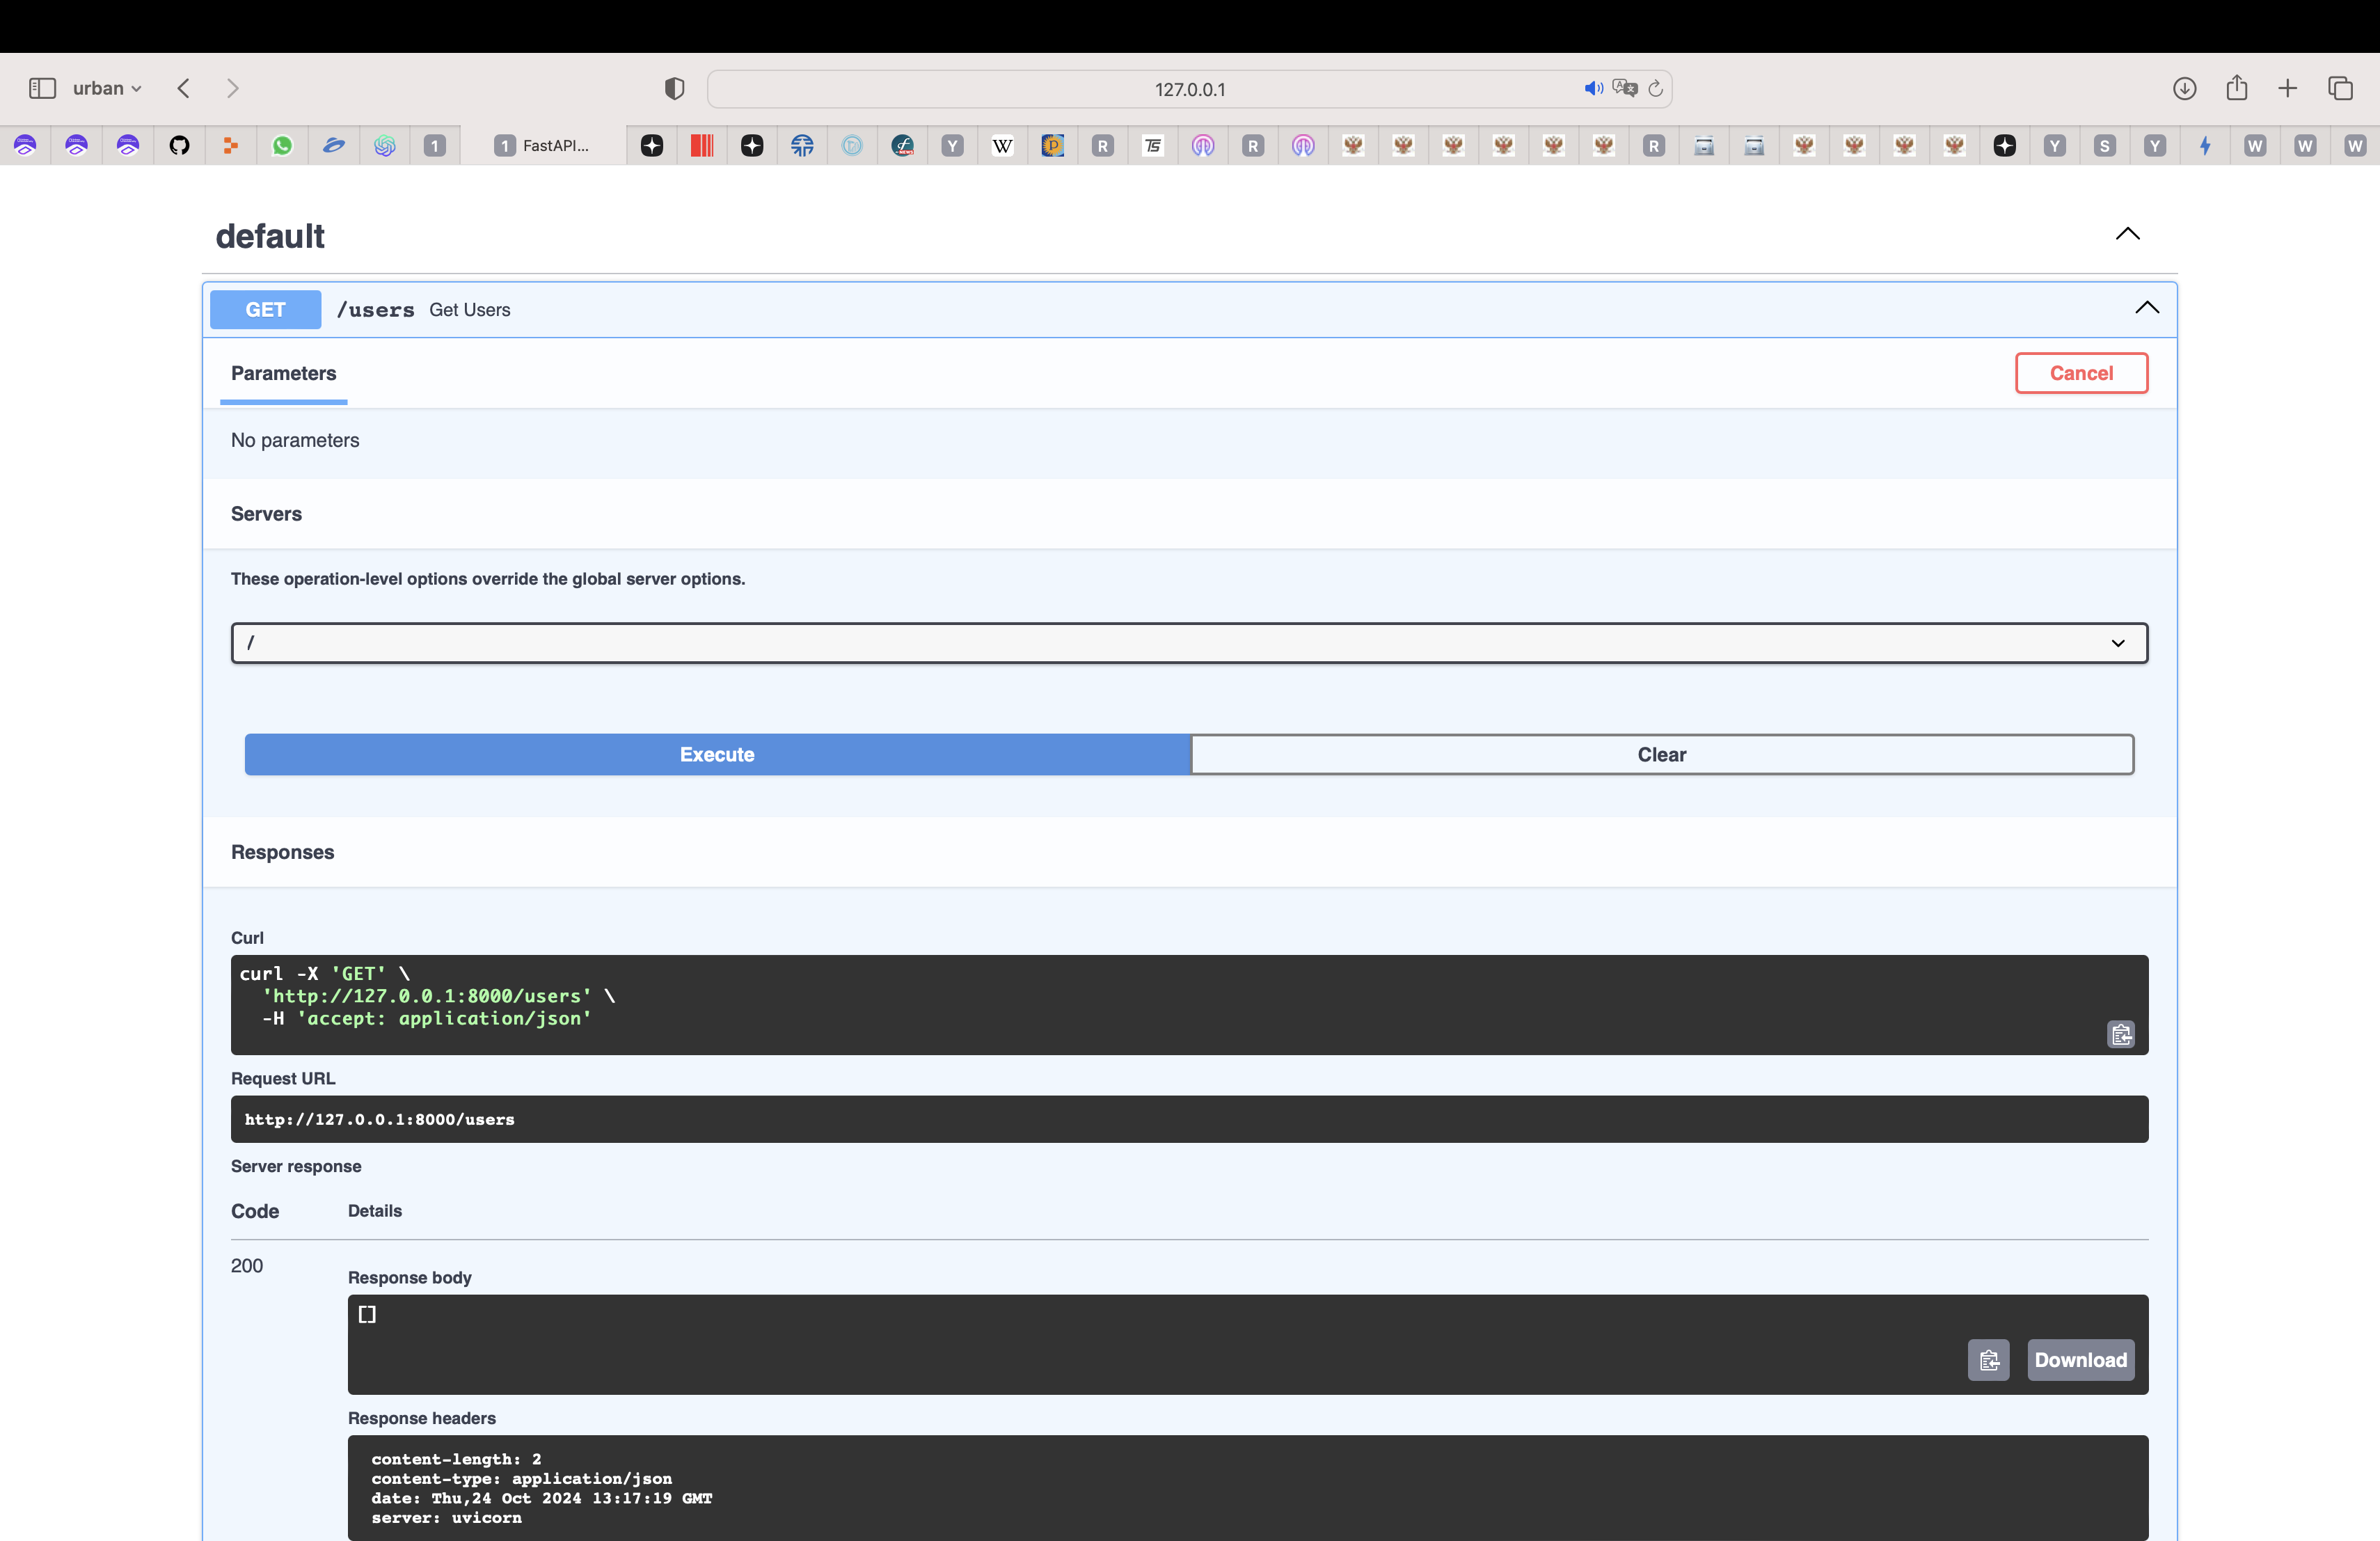 urban
127.0.0.1
1
1 FastAPI...
Y
W
P
R
TS
R
R
Y
S
Y
W
W
W
default
GET /users Get Users
Parameters
Cancel
No parameters
Servers
These operation-level options override the global server options.
/
Execute
Clear
Responses
Curl
curl -X 'GET' \
'http://127.0.0.1:8000/users' \
-H 'accept: application/json'
Request URL
http://127.0.0.1:8000/users
Server response
Code Details
200
Response body
[]
Download
Response headers
content-length: 2
content-type: application/json
date: Thu,24 Oct 2024 13:17:19 GMT
server: uvicorn